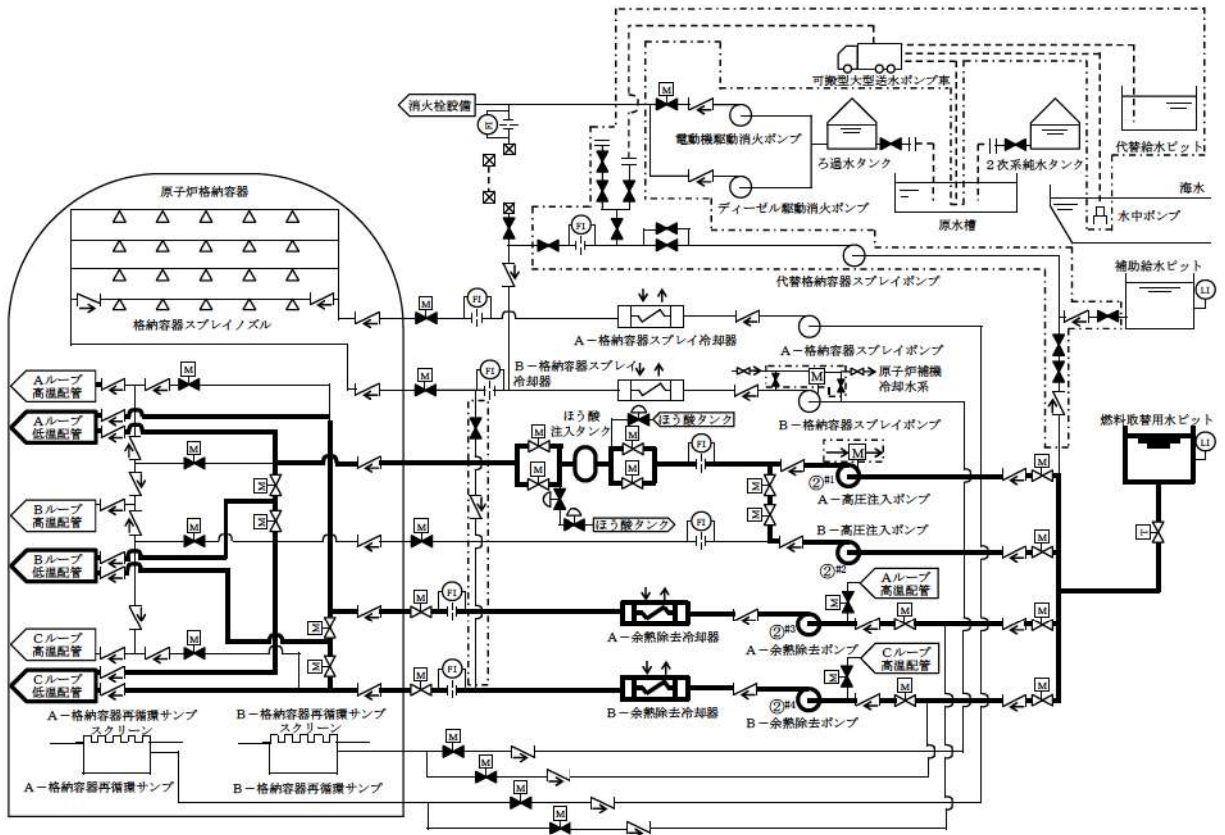 可搬型大型送水ポンプ車
消火栓設備
M
FI
電動機駆動消火ポンプ
ろ過水タンク
2次系純水タンク
代替給水ピット
海水
原子炉格納容器
ディーゼル駆動消火ポンプ
原水槽
水中ポンプ
FI
代替格納容器スプレイポンプ
補助給水ピット
LI
格納容器スプレイノズル
M
FI
A-格納容器スプレイ冷却器
A-格納容器スプレイポンプ
B-格納容器スプレイ
冷却器
M
原子炉補機
冷却水系
Aループ
高温配管
M
M
FI
B-格納容器スプレイポンプ
燃料取替用水ピット
LI
Aループ
低温配管
ほう酸
注入タンク
ほう酸タンク
M
M
M
M
FI
M
M
②#1
A-高圧注入ポンプ
M
M
M
Bループ
高温配管
M
ほう酸タンク
M
B-高圧注入ポンプ
M
T
M
M
FI
Bループ
低温配管
②#2
Aループ
高温配管
M
FI
M
M
M
②#3
A-余熱除去冷却器
A-余熱除去ポンプ
Cループ
高温配管
M
M
M
FI
Cループ
高温配管
M
M
M
Cループ
低温配管
②#4
B-余熱除去冷却器
B-余熱除去ポンプ
A-格納容器再循環サンプ
スクリーン
B-格納容器再循環サンプ
スクリーン
M
M
A-格納容器再循環サンプ
B-格納容器再循環サンプ
M
M